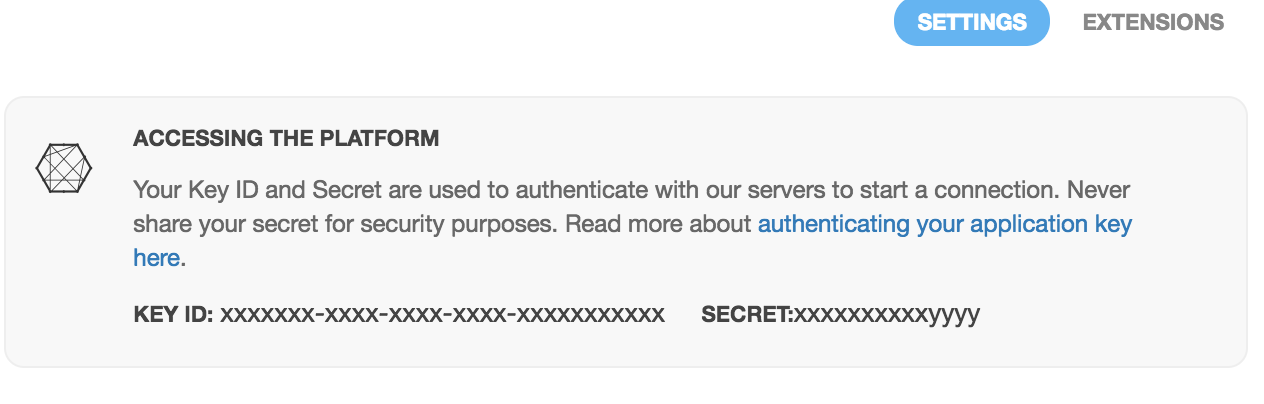 SETTINGS EXTENSIONS
ACCESSING THE PLATFORM
Your Key ID and Secret are used to authenticate with our servers to start a connection. Never
share your secret for security purposes. Read more about authenticating your application key
here.
KEY ID: xxxxxxx-xxxx-xxxx-xxxx-xxxxxxxxxxx SECRET:xxxxxxxxxxyyyy